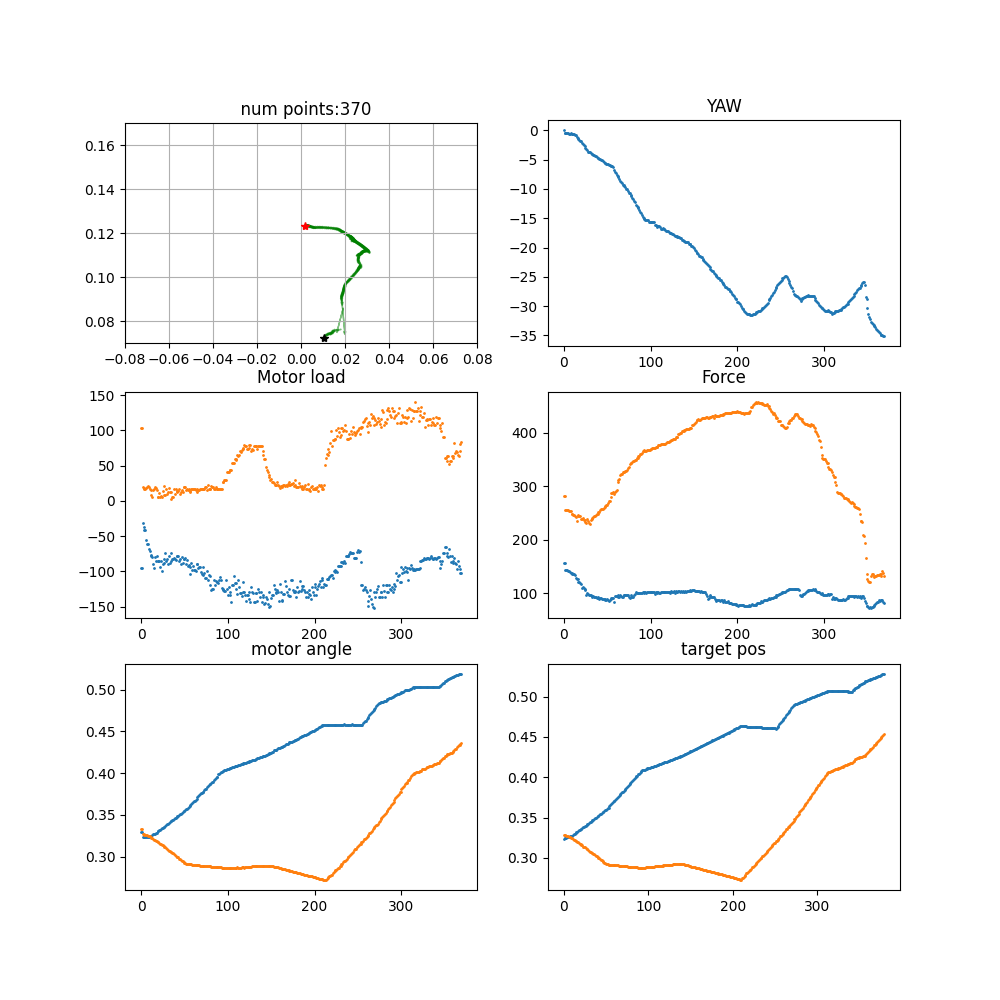 num points:370
0.16
0.14
0.12
0.10
0.08
−0.08 −0.06 −0.04 −0.02 0.00 0.02 0.04 0.06 0.08
YAW
0
−5
−10
−15
−20
−25
−30
−35
0 100 200 300
Motor load
150
100
50
0
−50
−100
−150
0 100 200 300
Force
400
300
200
100
0 100 200 300
motor angle
0.50
0.45
0.40
0.35
0.30
0 100 200 300
target pos
0.50
0.45
0.40
0.35
0.30
0 100 200 300